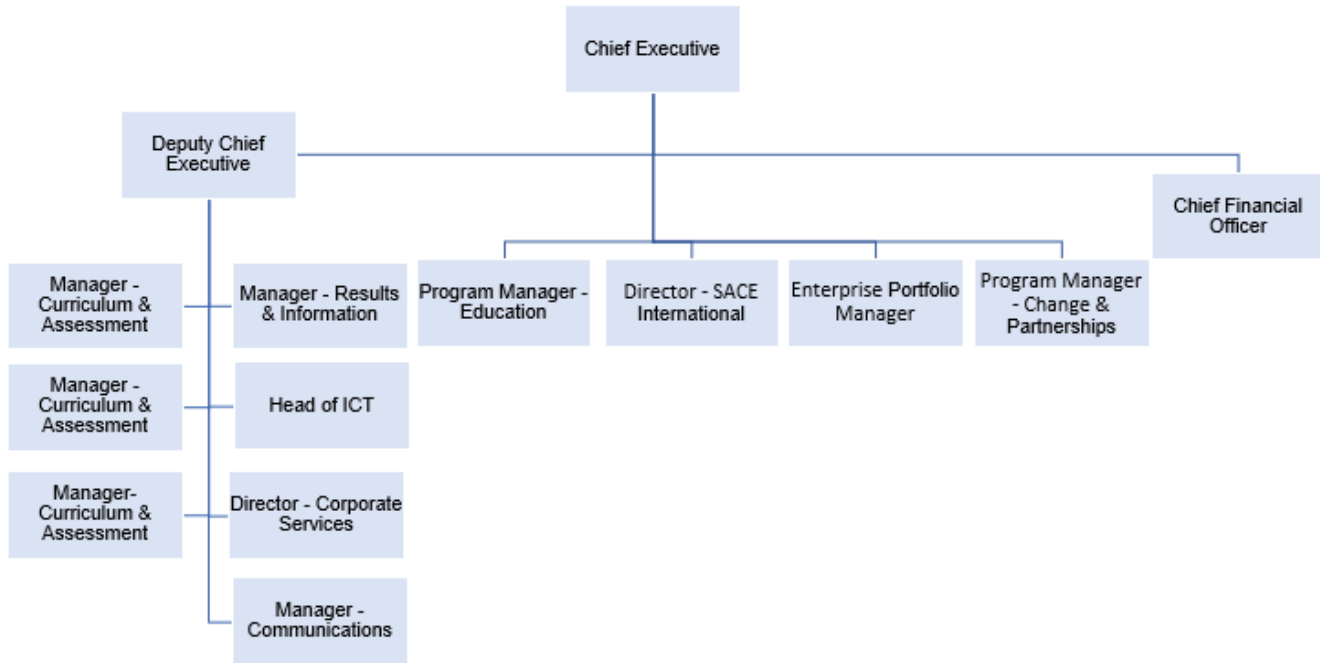 Chief Executive
Deputy Chief
Executive
Chief Financial
Officer
Manager -
Curriculum &
Assessment
Manager - Results
& Information
Program Manager -
Education
Director - SACE
International
Enterprise Portfolio
Manager
Program Manager
- Change &
Partnerships
Manager -
Curriculum &
Assessment
Head of ICT
Manager-
Curriculum &
Assessment
Director - Corporate
Services
Manager -
Communications